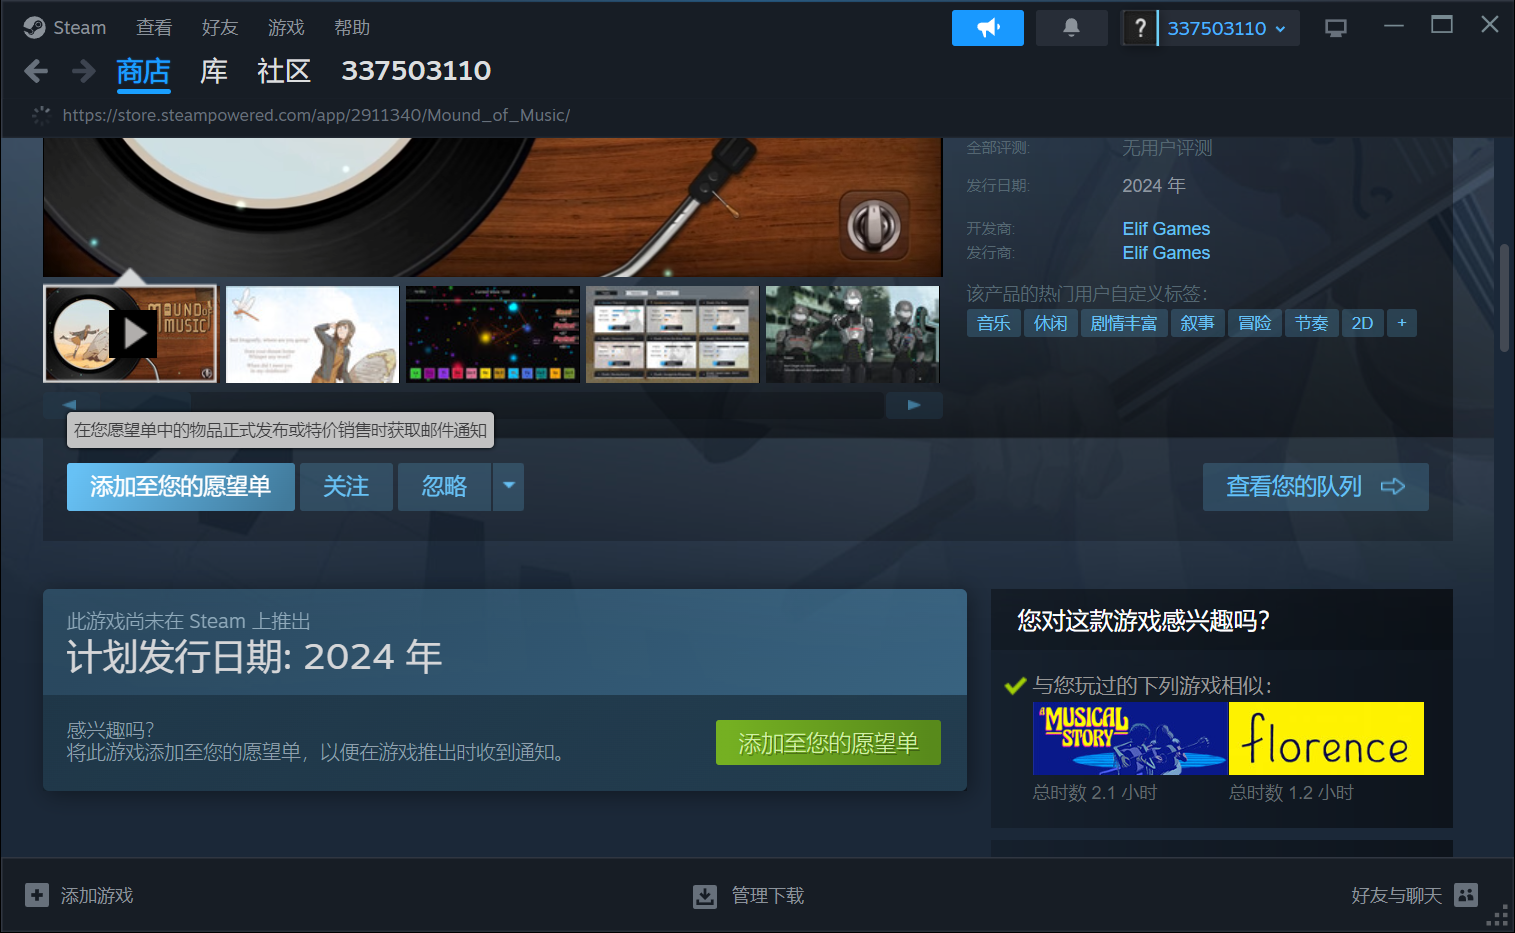 Steam 查看 好友 游戏 帮助
? 337503110
商店 库 社区 337503110
https://store.steampowered.com/app/2911340/Mound_of_Music/
全部评测: 无用户评测
发行日期: 2024 年
开发商: Elif Games
发行商: Elif Games
该产品的热门用户自定义标签:
音乐 休闲 剧情丰富 叙事 冒险 节奏 2D +
MOUND OF MUSIC
在您愿望单中的物品正式发布或特价销售时获取邮件通知
添加至您的愿望单 关注 忽略
查看您的队列
此游戏尚未在 Steam 上推出
计划发行日期: 2024 年
感兴趣吗?
将此游戏添加至您的愿望单，以便在游戏推出时收到通知。
添加至您的愿望单
您对这款游戏感兴趣吗?
与您玩过的下列游戏相似:
A MUSICAL STORY
florence
总时数 2.1 小时 总时数 1.2 小时
添加游戏
管理下载
好友与聊天